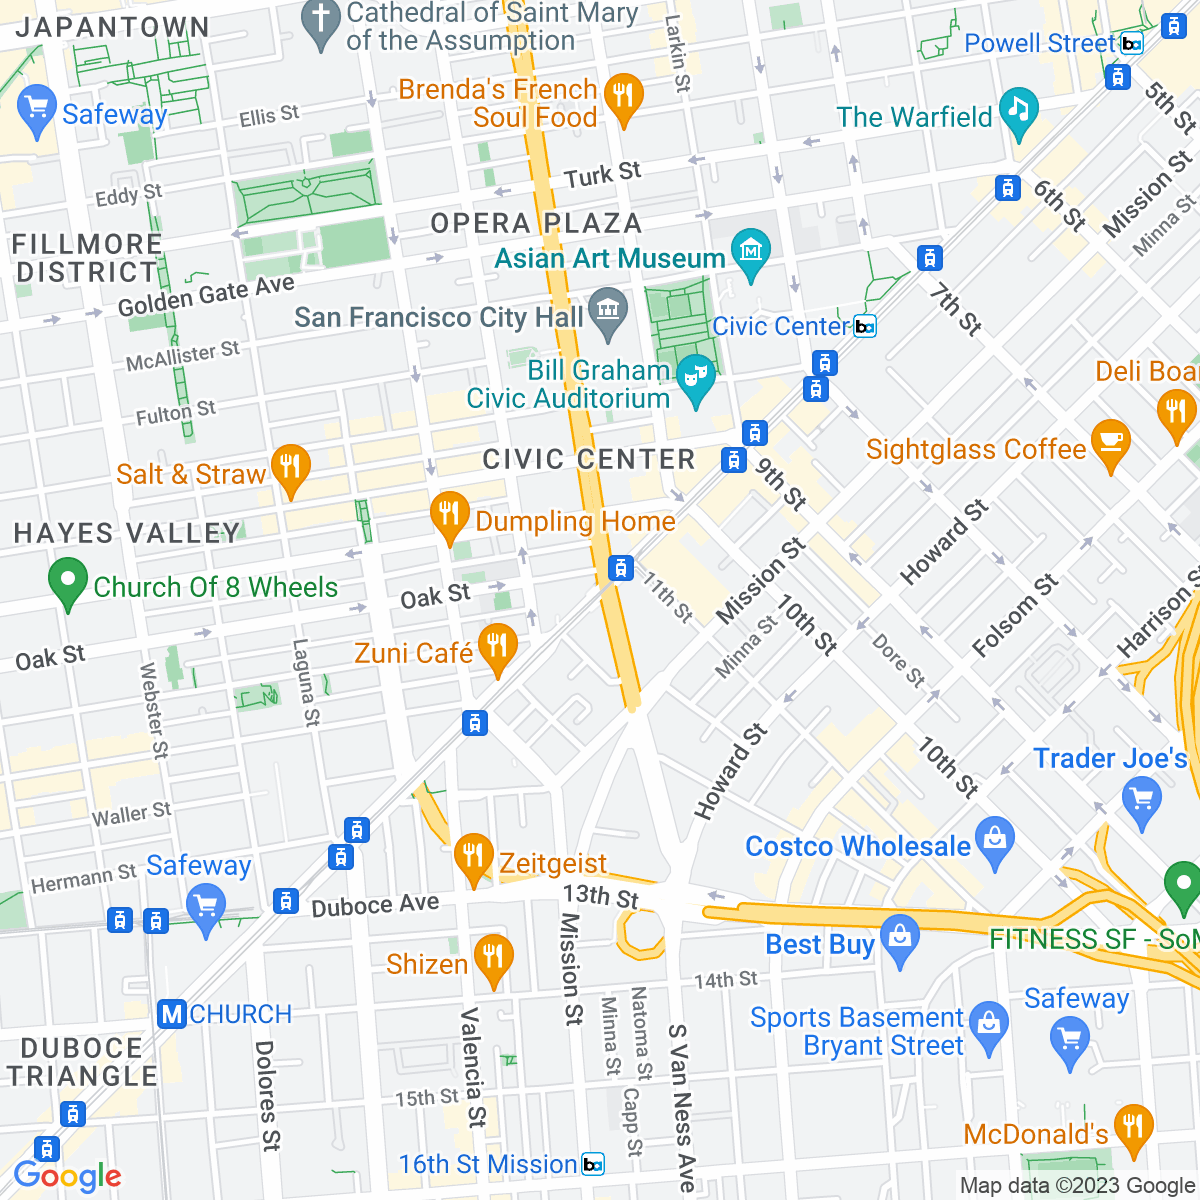 JAPANTOWN
Cathedral of Saint Mary
of the Assumption
Larkin St
Powell Street
5th St
Safeway
Ellis St
Brenda's French
Soul Food
The Warfield
Mission St
Minna St
6th St
Eddy St
Turk St
OPERA PLAZA
FILLMORE
DISTRICT
Asian Art Museum
Golden Gate Ave
San Francisco City Hall
Civic Center
7th St
McAllister St
Bill Graham
Civic Auditorium
Deli Boar
Fulton St
Salt & Straw
CIVIC CENTER
Sightglass Coffee
9th St
HAYES VALLEY
Dumpling Home
Howard St
Church Of 8 Wheels
Oak St
11th St
Mission St
10th St
Folsom St
Harrison St
Oak St
Zuni Café
Minna St
Dore St
Webster St
Laguna St
Howard St
10th St
Trader Joe's
Waller St
Costco Wholesale
Hermann St
Safeway
Zeitgeist
Duboce Ave
13th St
Best Buy
FITNESS SF - SoM
Shizen
Mission St
14th St
M CHURCH
Valencia St
Minna St
Natoma St
S Van Ness Ave
Sports Basement
Bryant Street
Safeway
DUBOCE
TRIANGLE
Dolores St
15th St
Capp St
McDonald's
16th St Mission
Google
Map data ©2023 Google